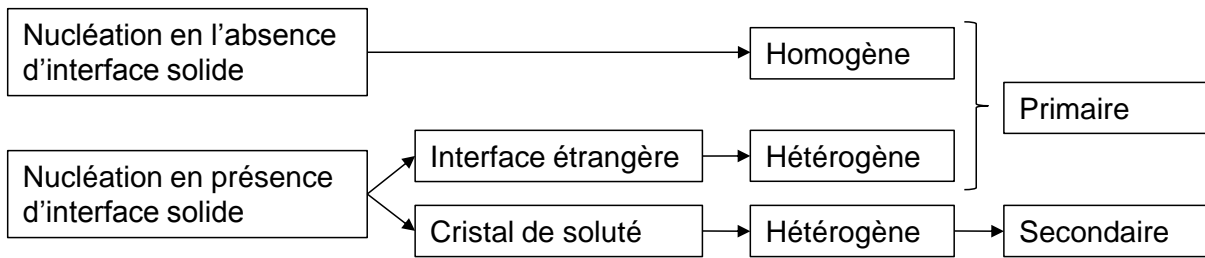 Nucléation en l'absence
d'interface solide
Homogène
Primaire
Nucléation en présence
d'interface solide
Interface étrangère
Hétérogène
Cristal de soluté
Hétérogène
Secondaire